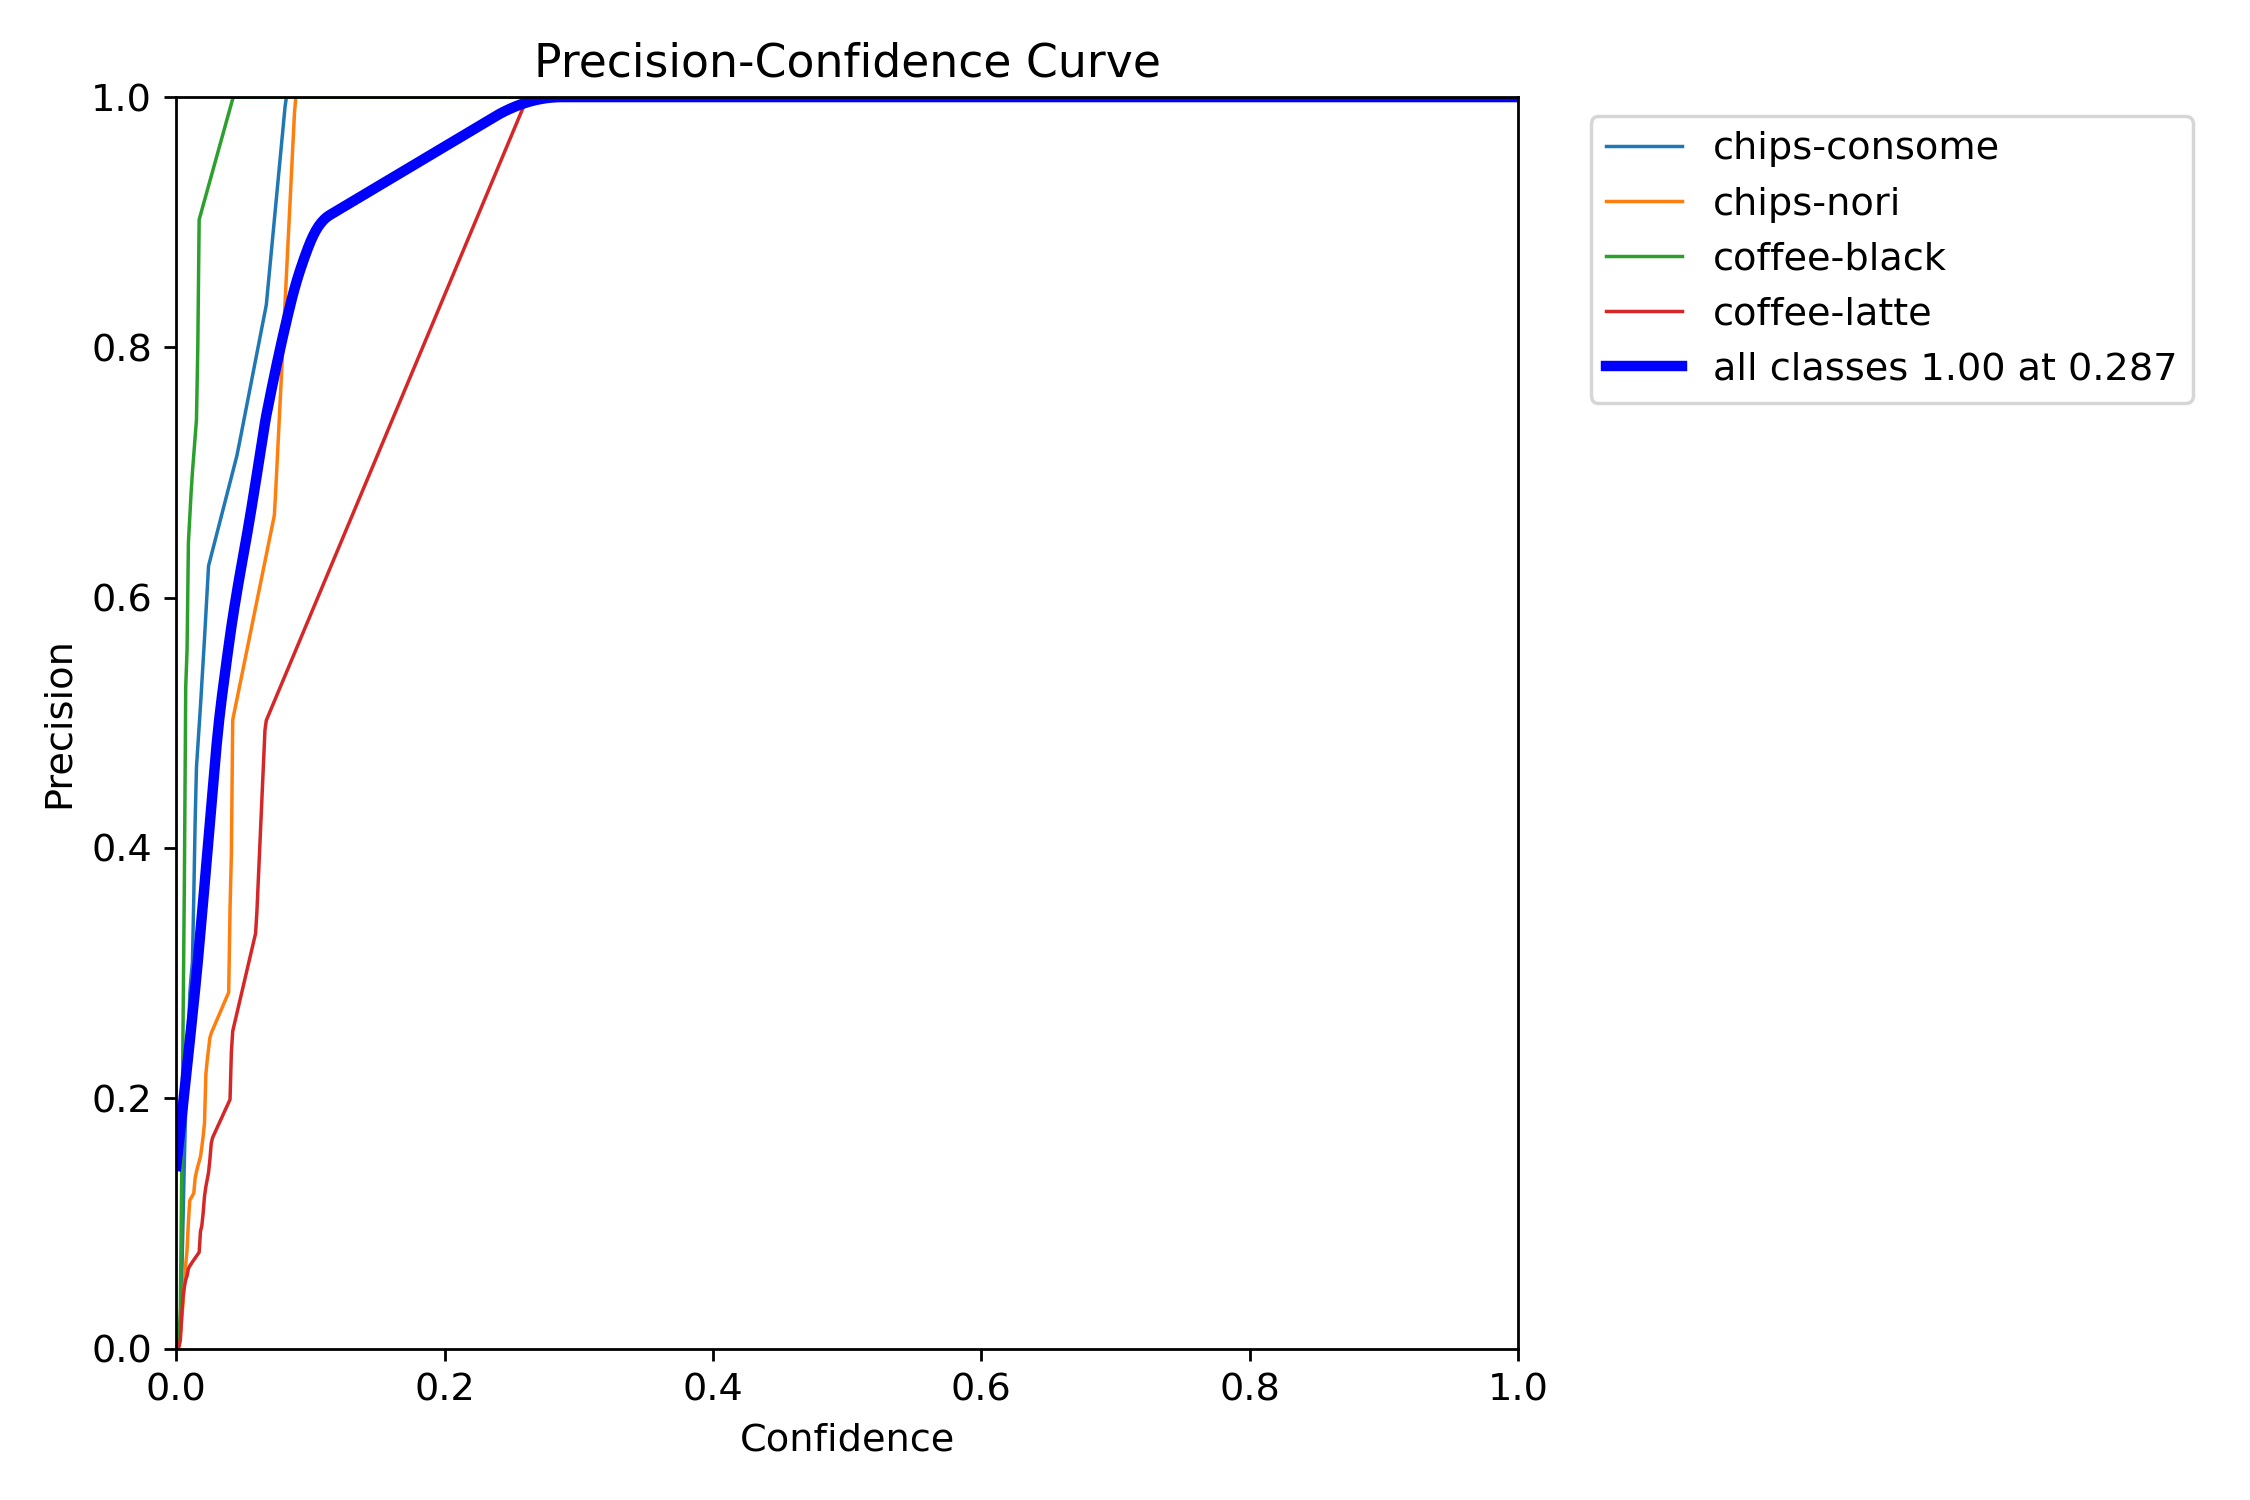 Precision-Confidence Curve
1.0
0.8
0.6
0.4
0.2
0.0
Precision
0.0 0.2 0.4 0.6 0.8 1.0
Confidence
chips-consome
chips-nori
coffee-black
coffee-latte
all classes 1.00 at 0.287